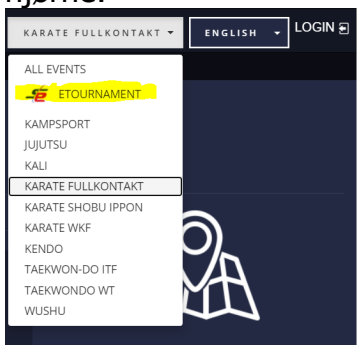 hjørne.
KARATE FULLKONTAKT
ENGLISH
LOGIN
ALL EVENTS
ETOURNAMENT
KAMPSPORT
JUJUTSU
KALI
KARATE FULLKONTAKT
KARATE SHOBU IPPON
KARATE WKF
KENDO
TAEKWON-DO ITF
TAEKWONDO WT
WUSHU